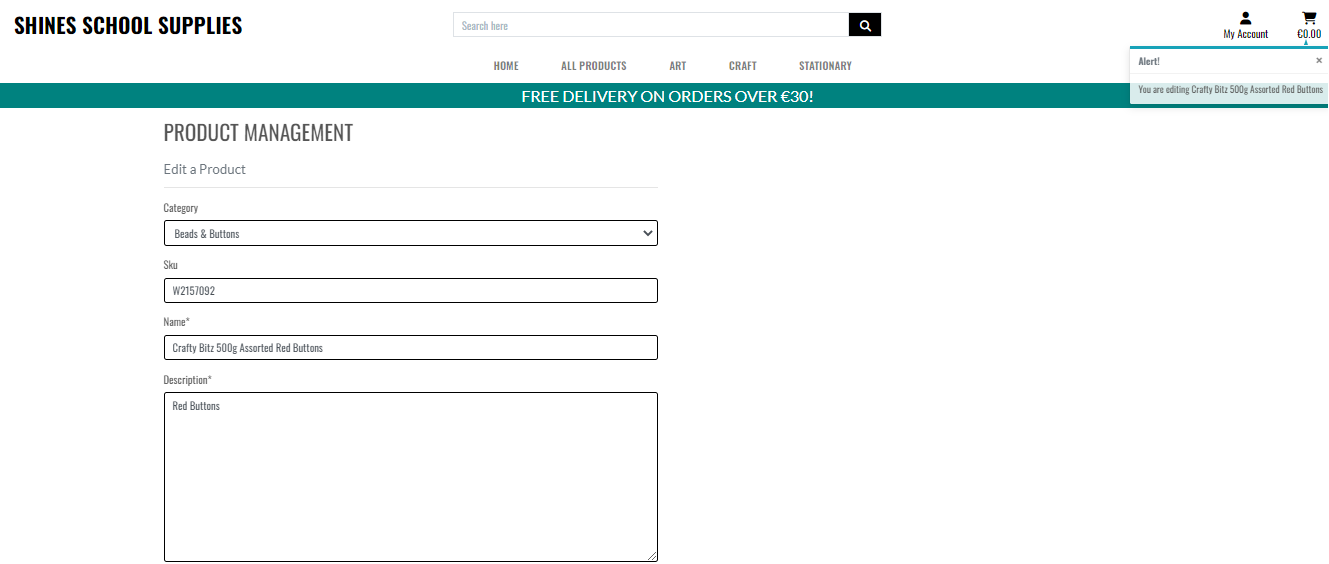 SHINES SCHOOL SUPPLIES
Search here
My Account
€0.00
HOME ALL PRODUCTS ART CRAFT STATIONARY
Alert! ×
You are editing Crafty Bitz 500g Assorted Red Buttons
FREE DELIVERY ON ORDERS OVER €30!
PRODUCT MANAGEMENT
Edit a Product
Category
Beads & Buttons
Sku
W2157092
Name*
Crafty Bitz 500g Assorted Red Buttons
Description*
Red Buttons